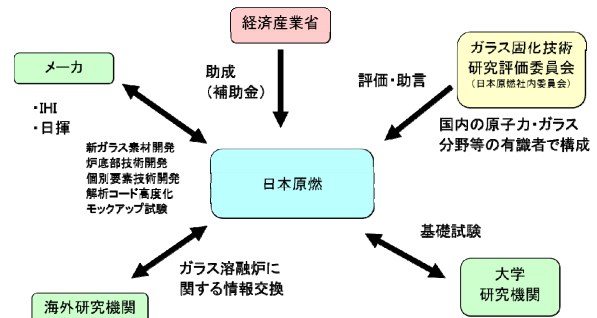 経済産業省
メーカ
・IHI
・日揮
助成
（補助金）
評価・助言
ガラス固化技術
研究評価委員会
（日本原燃社内委員会）
国内の原子力・ガラス
分野等の有識者で構成
新ガラス素材開発
炉底部技術開発
個別要素技術開発
解析コード高度化
モックアップ試験
日本原燃
ガラス溶融炉に
関する情報交換
基礎試験
海外研究機関
大学
研究機関